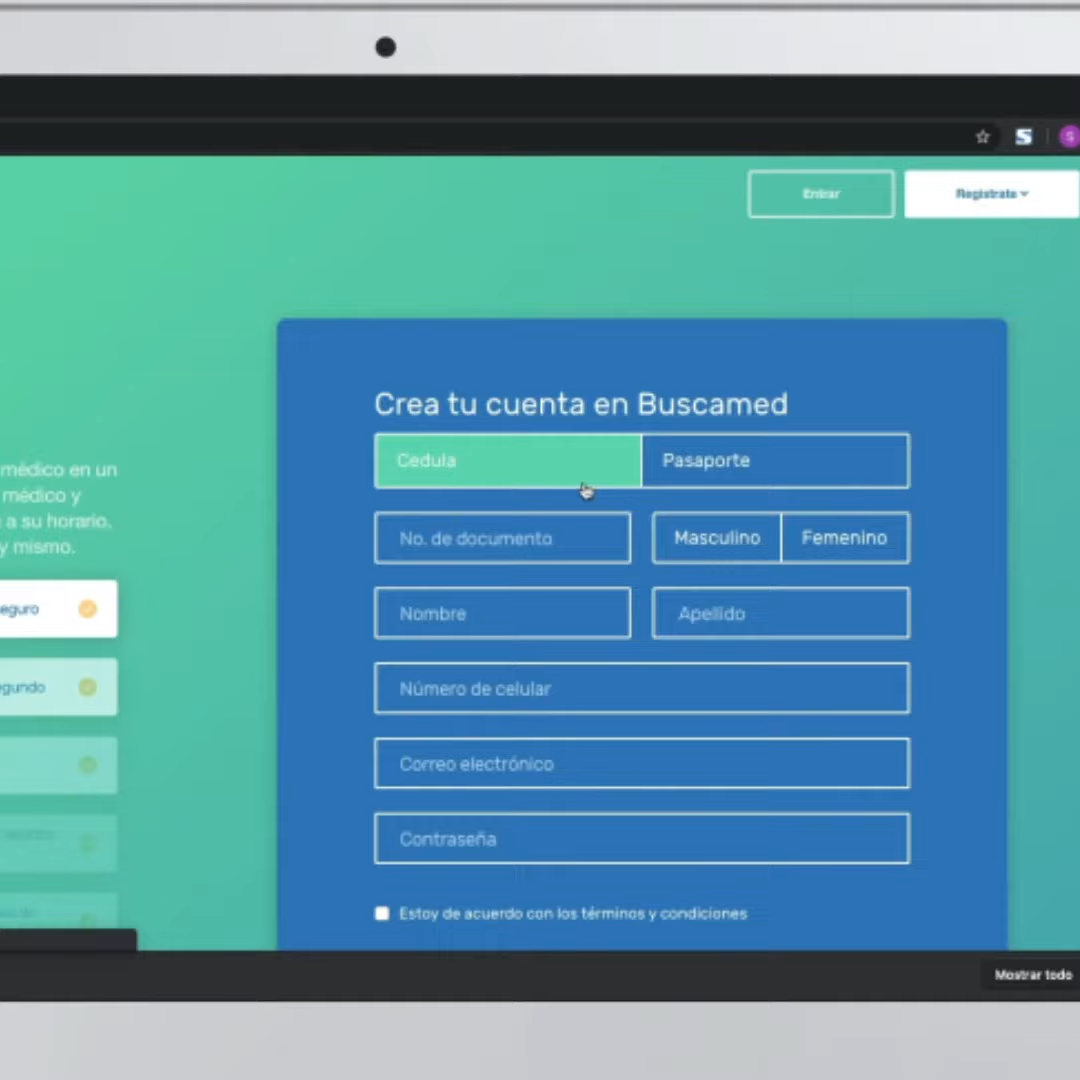 Entrar
Registrate
Crea tu cuenta en Buscamed
Cedula
Pasaporte
médico en un
médico y
a su horario.
y mismo.
No. de documento
Masculino
Femenino
eguro
Nombre
Apellido
egundo
Número de celular
Correo electrónico
Contraseña
Estoy de acuerdo con los términos y condiciones
Mostrar todo